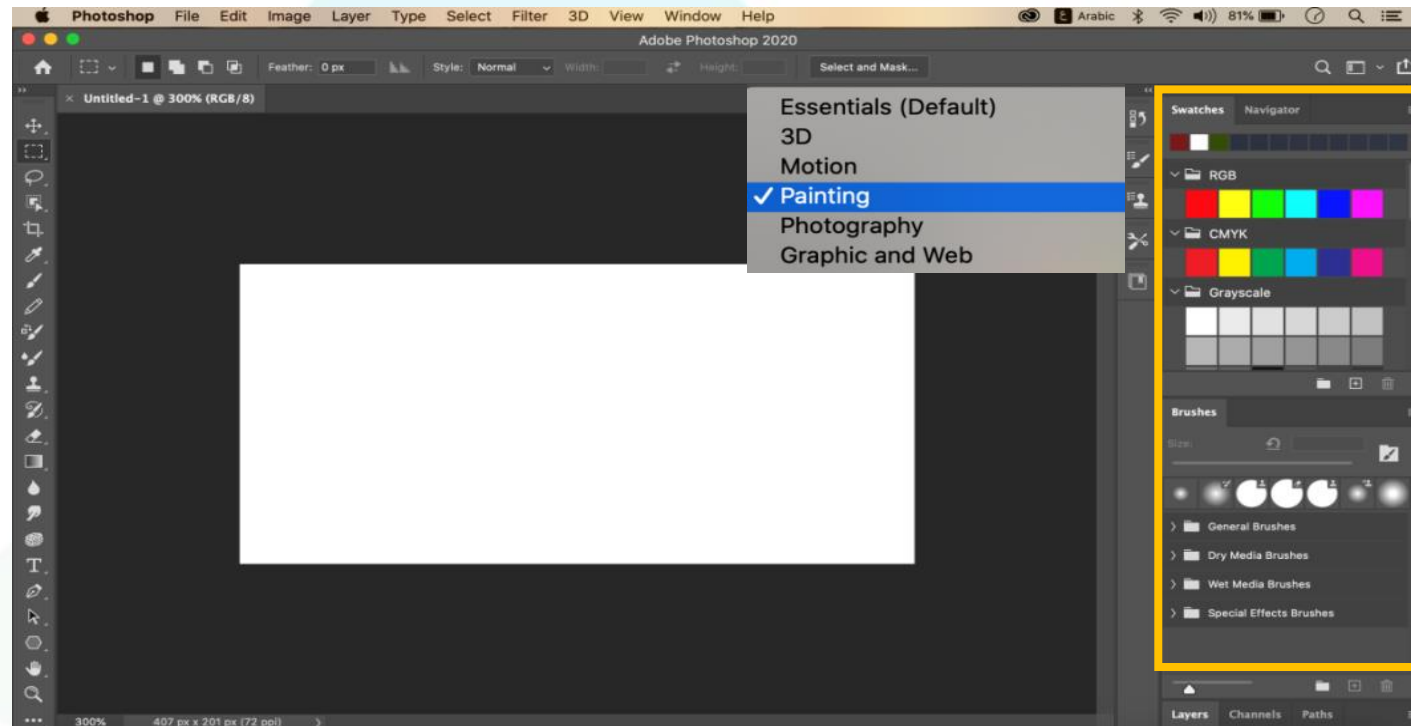 Photoshop File Edit Image Layer Type Select Filter 3D View Window Help Arabic 81%
Adobe Photoshop 2020
Feather: 0 px Style: Normal Width: Height: Select and Mask...
× Untitled-1 @ 300% (RGB/8)
Essentials (Default)
3D
Motion
✓ Painting
Photography
Graphic and Web
Swatches Navigator
RGB
CMYK
Grayscale
Brushes
Size:
General Brushes
Dry Media Brushes
Wet Media Brushes
Special Effects Brushes
300% 407 px x 201 px (72 ppi)
Layers Channels Paths